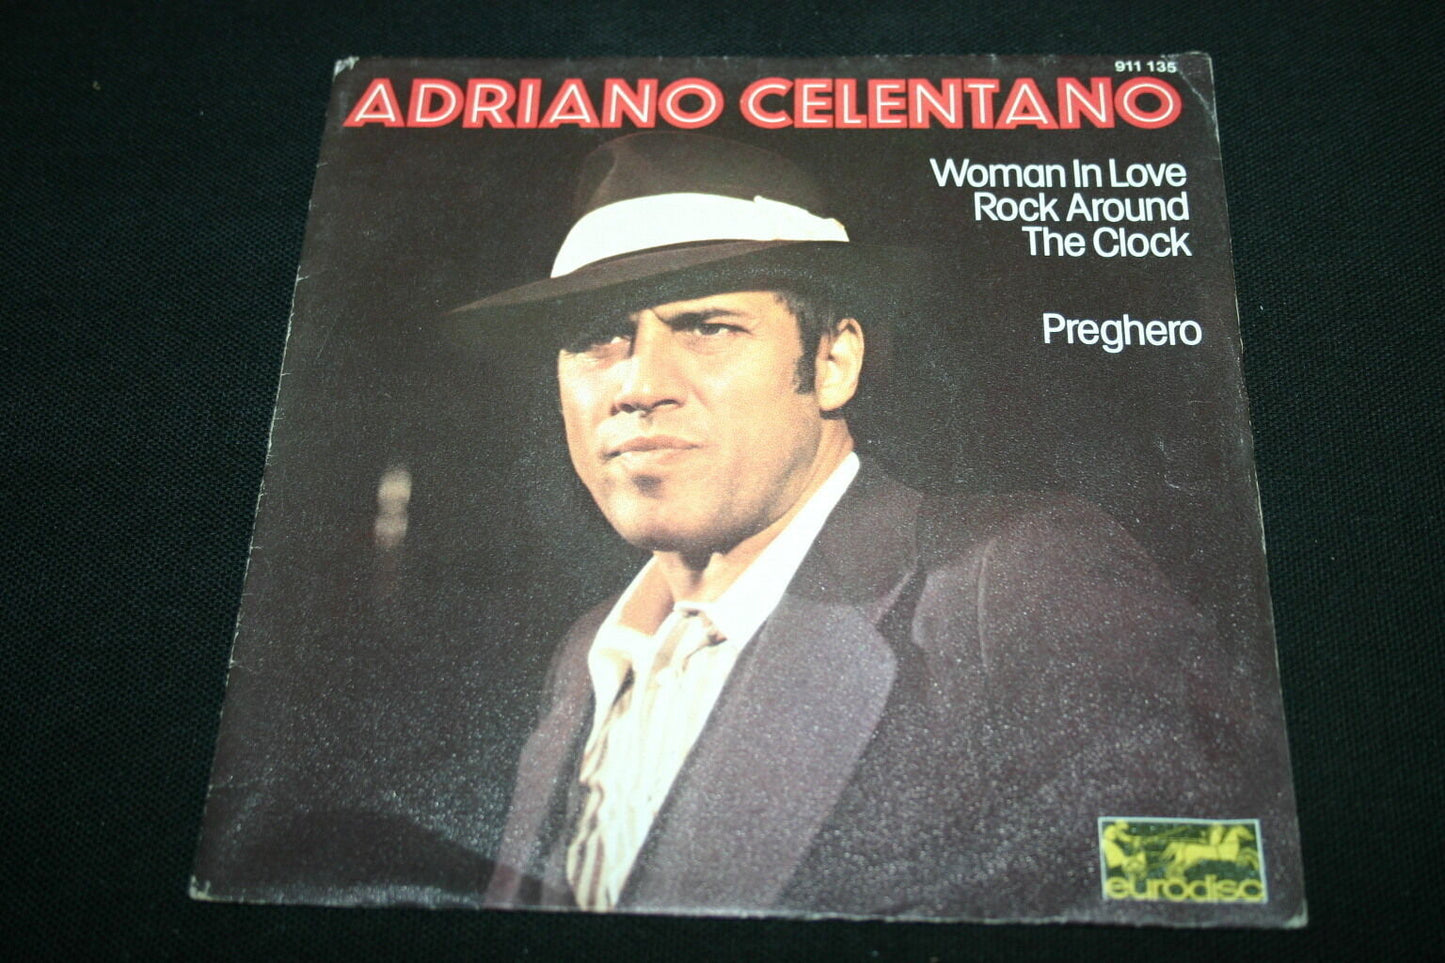 911 135
ADRIANO CELENTANO
Woman In Love
Rock Around
The Clock
Preghero
eurodisc